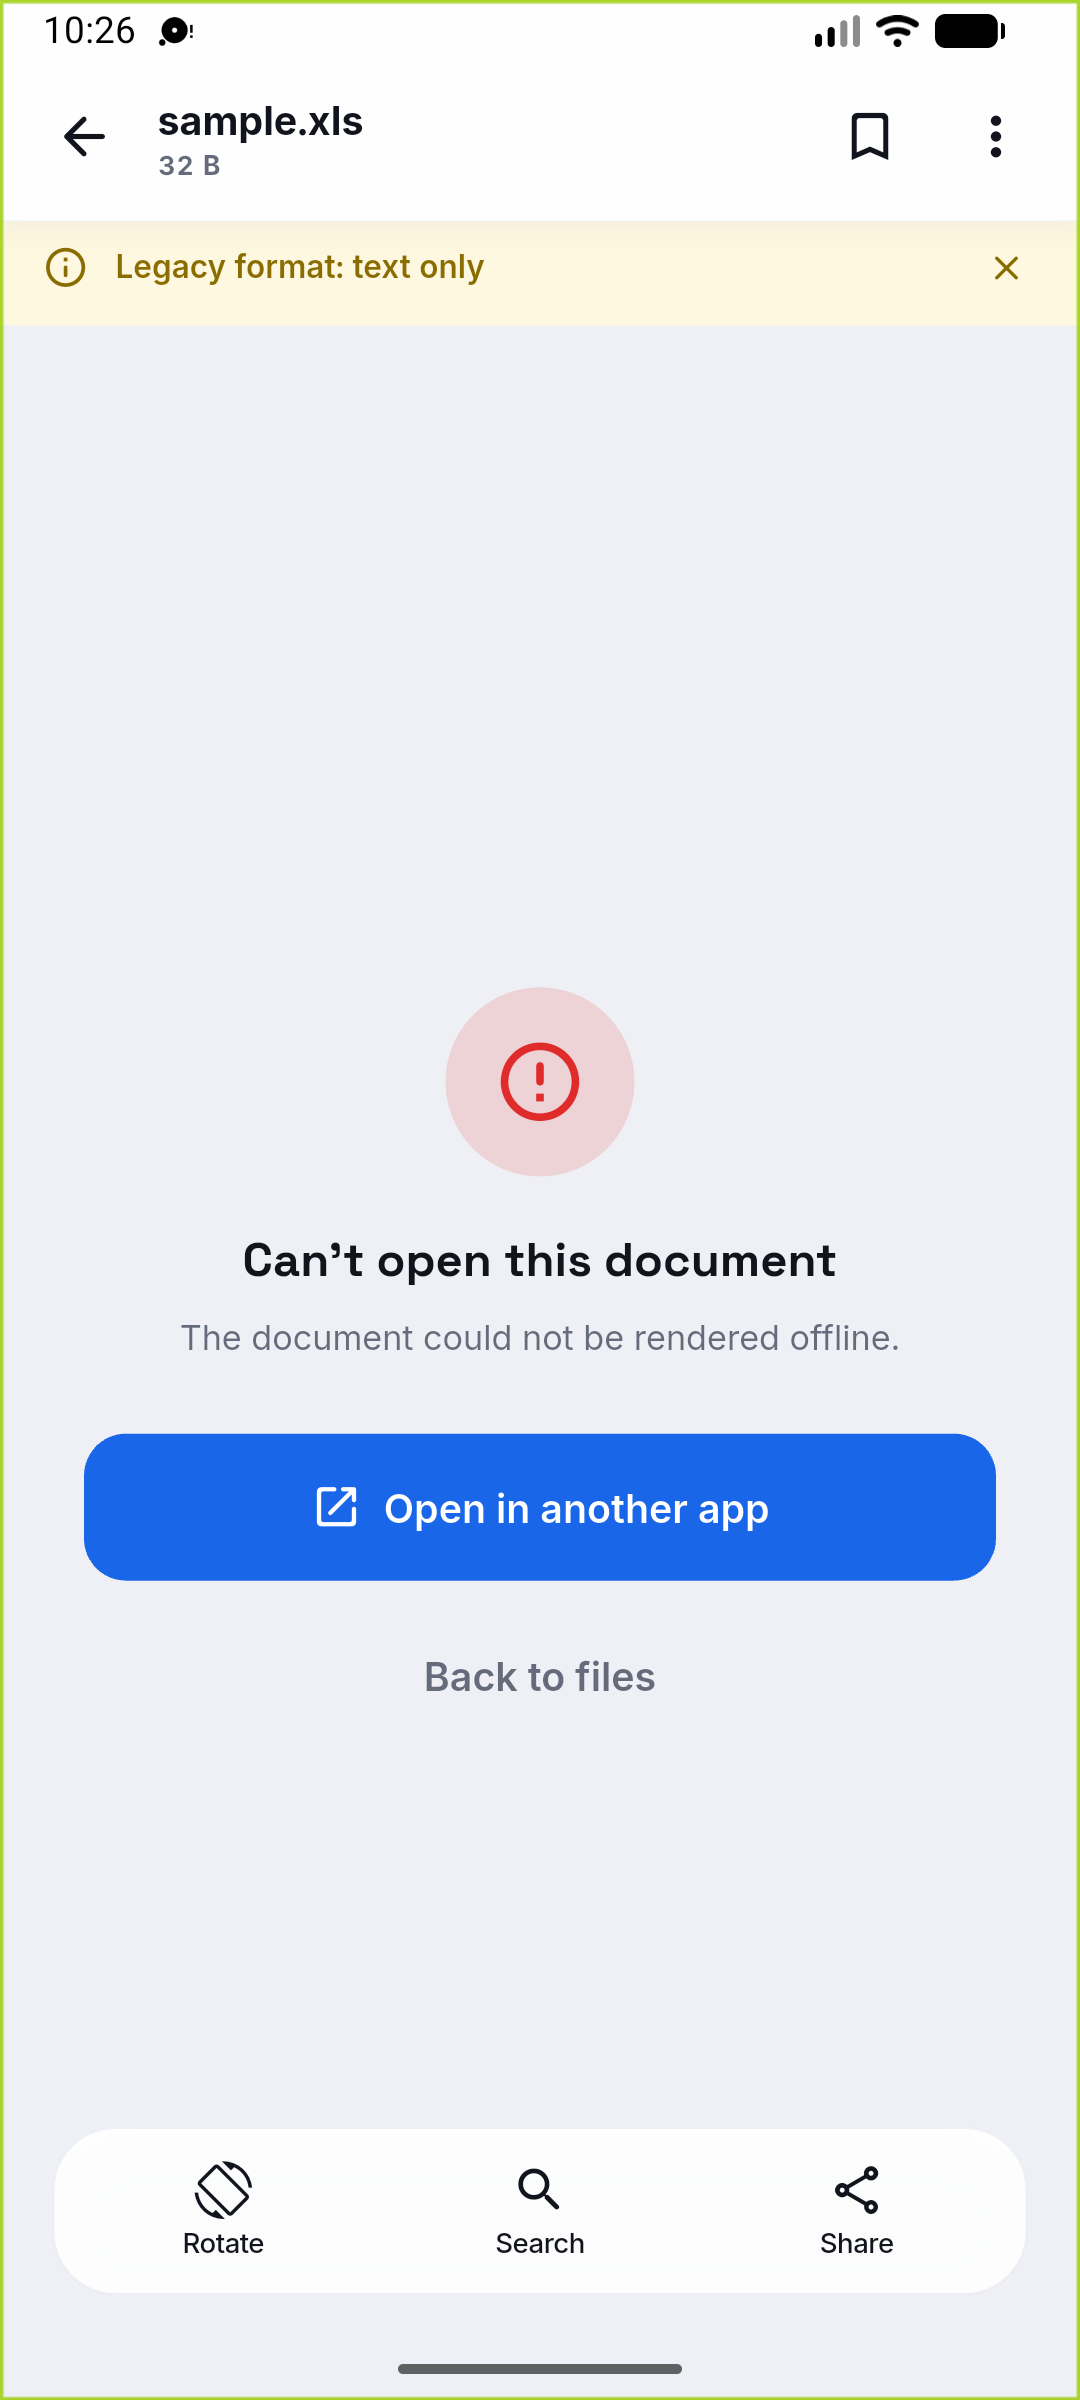 10:26
sample.xls
32 B
Legacy format: text only
Can't open this document
The document could not be rendered offline.
Open in another app
Back to files
Rotate
Search
Share